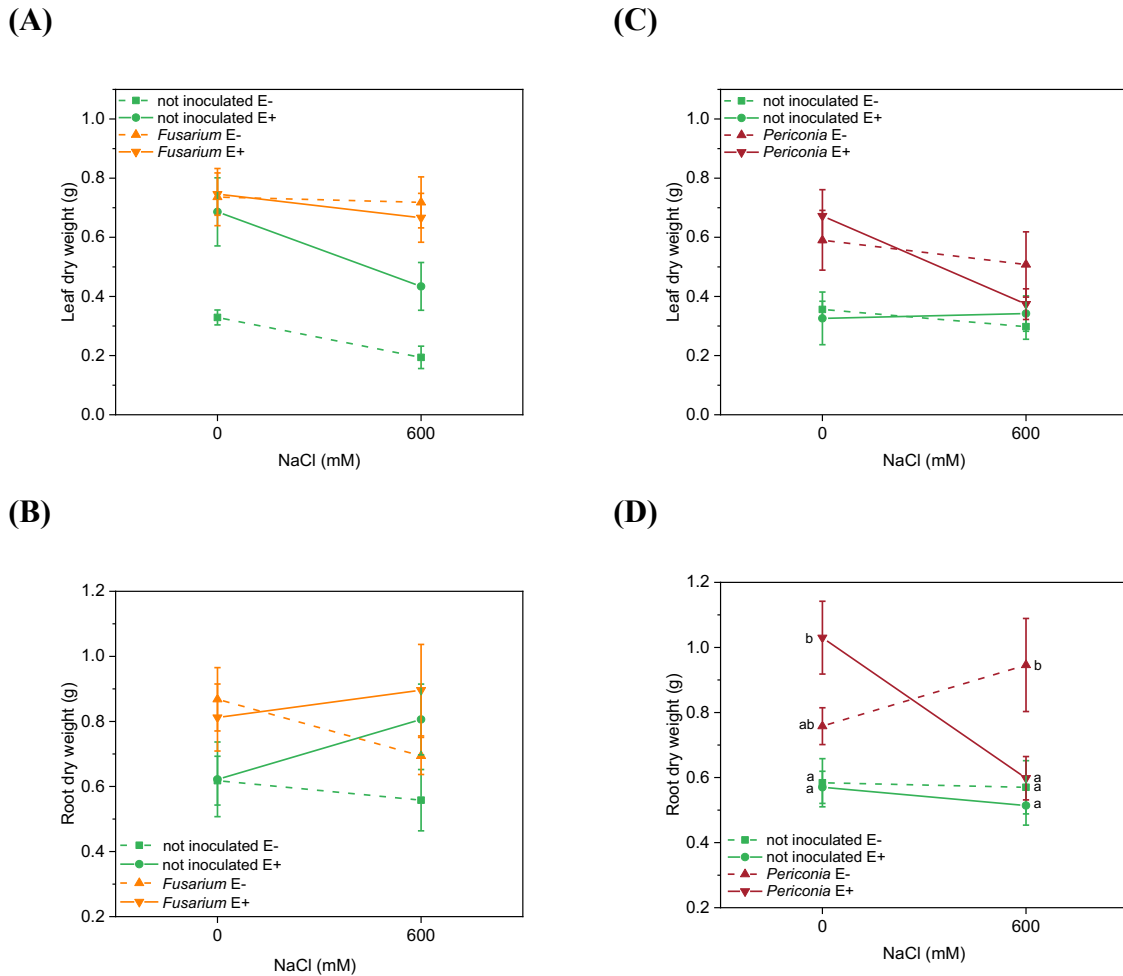 (A)
not inoculated E-
not inoculated E+
Fusarium E-
Fusarium E+
1.0
0.8
0.6
0.4
0.2
0.0
Leaf dry weight (g)
0 600
NaCl (mM)
(C)
not inoculated E-
not inoculated E+
Periconia E-
Periconia E+
1.0
0.8
0.6
0.4
0.2
0.0
Leaf dry weight (g)
0 600
NaCl (mM)
(B)
1.2
1.0
0.8
0.6
0.4
0.2
Root dry weight (g)
not inoculated E-
not inoculated E+
Fusarium E-
Fusarium E+
0 600
NaCl (mM)
(D)
1.2
1.0
0.8
0.6
0.4
0.2
Root dry weight (g)
b
b
ab
a
a
a
a
a
not inoculated E-
not inoculated E+
Periconia E-
Periconia E+
0 600
NaCl (mM)